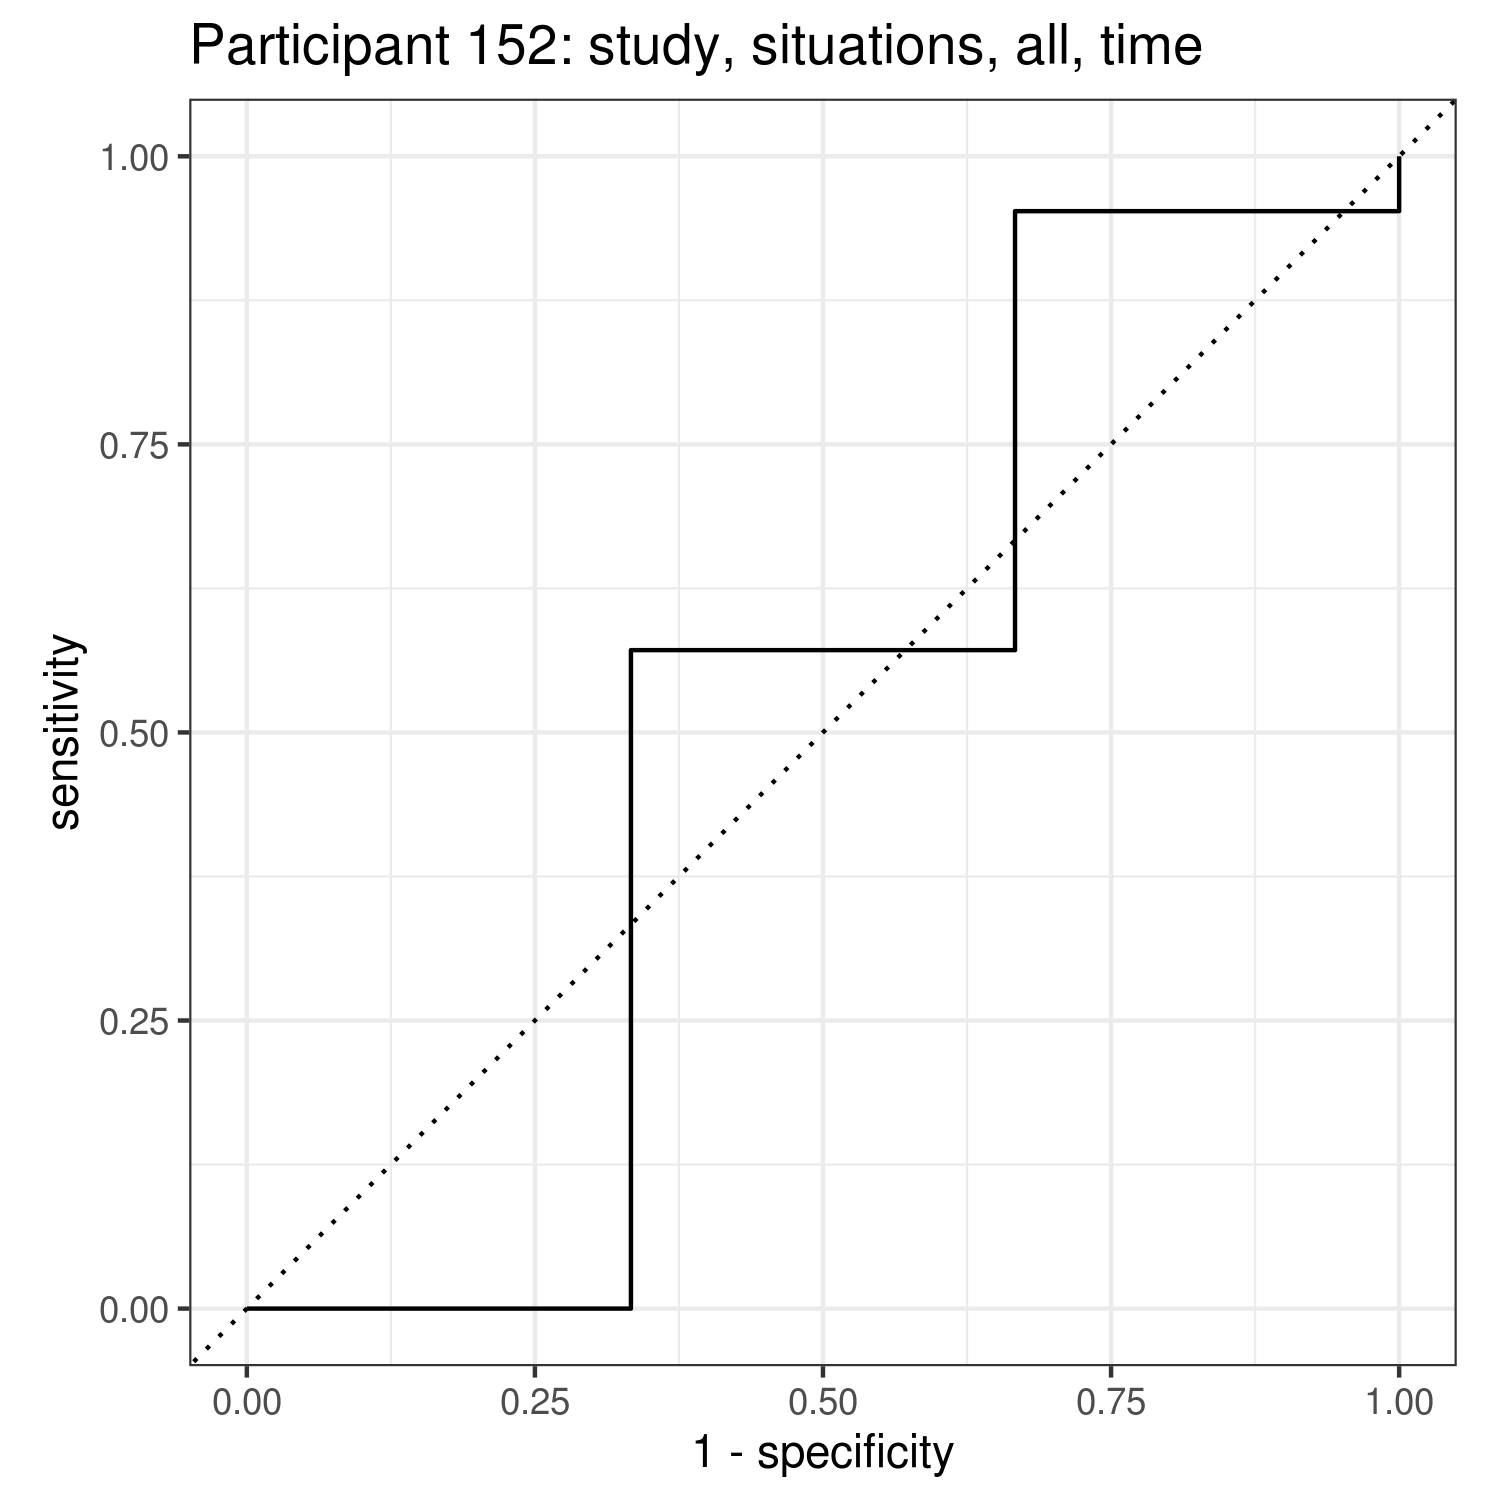 Participant 152: study, situations, all, time
1.00
0.75
0.50
0.25
0.00
sensitivity
0.00 0.25 0.50 0.75 1.00
1 - specificity